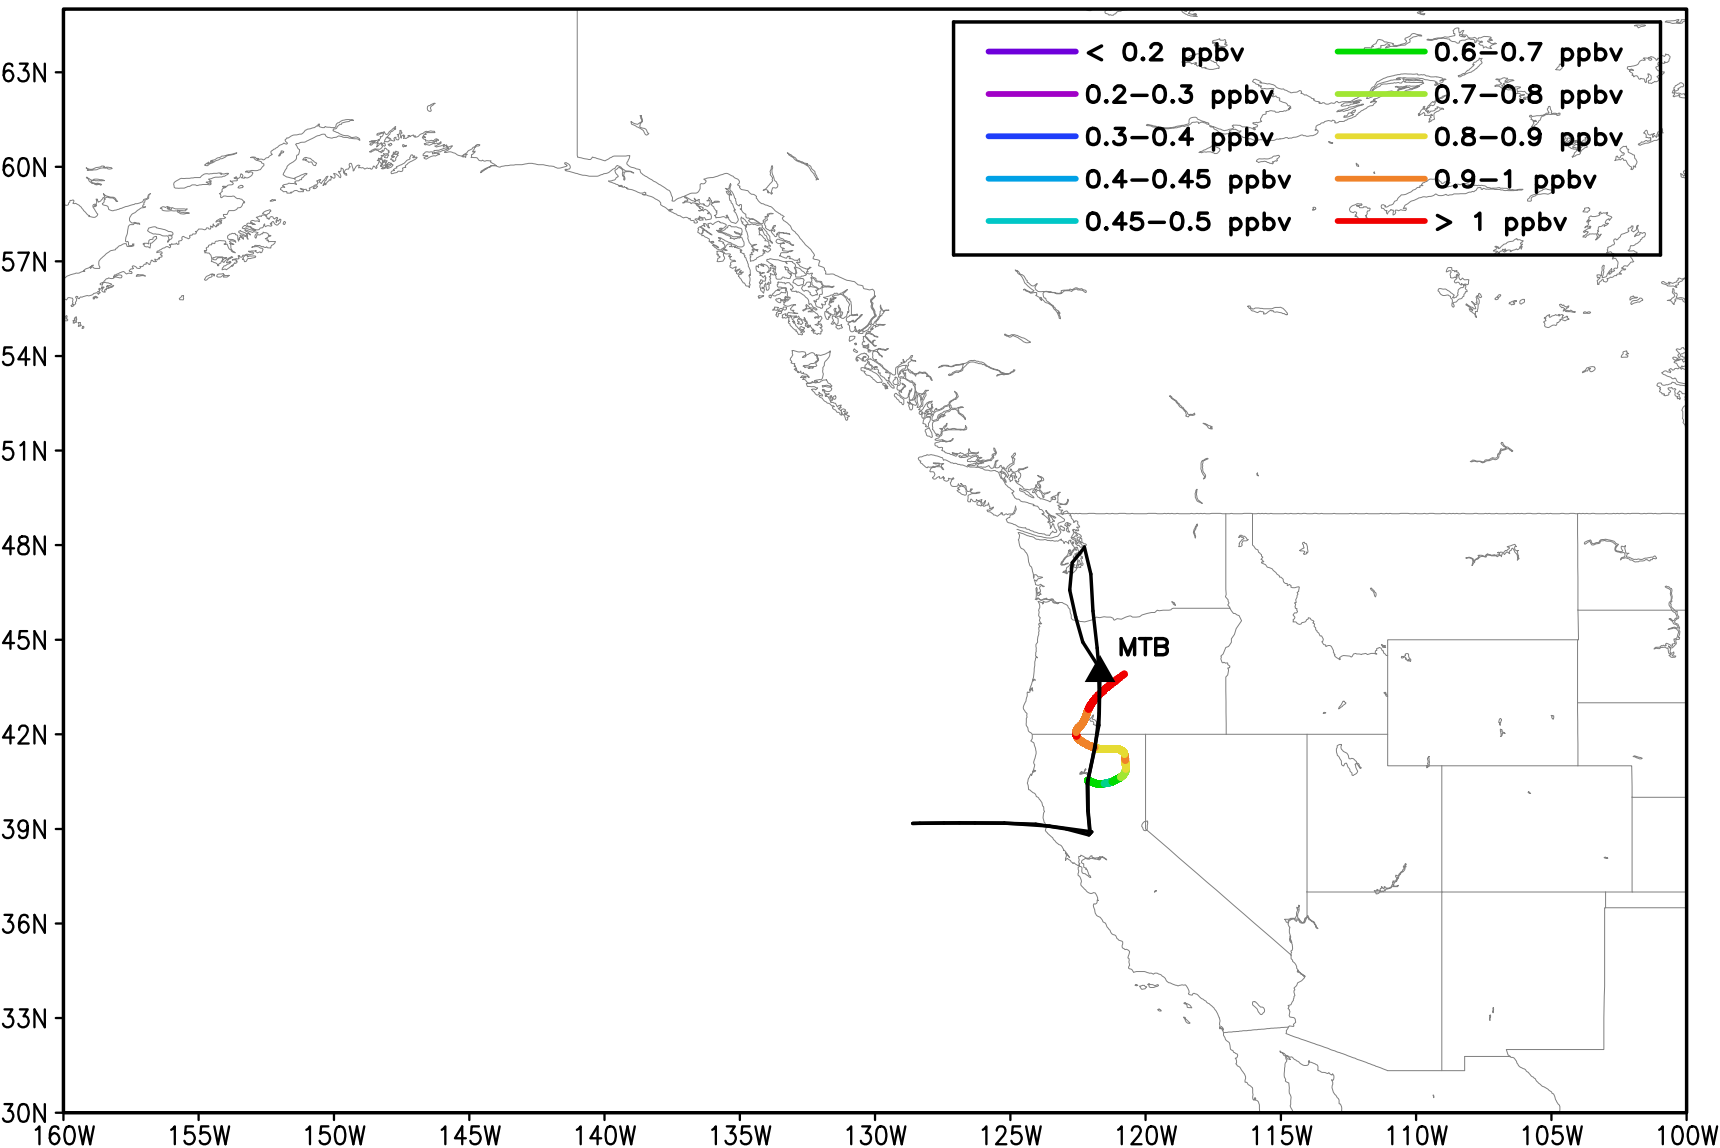 < 0.2 ppbv
0.2-0.3 ppbv
0.3-0.4 ppbv
0.4-0.45 ppbv
0.45-0.5 ppbv
0.6-0.7 ppbv
0.7-0.8 ppbv
0.8-0.9 ppbv
0.9-1 ppbv
> 1 ppbv
63N
60N
57N
54N
51N
48N
45N
42N
39N
36N
33N
30N
MTB
160W 155W 150W 145W 140W 135W 130W 125W 120W 115W 110W 105W 100W